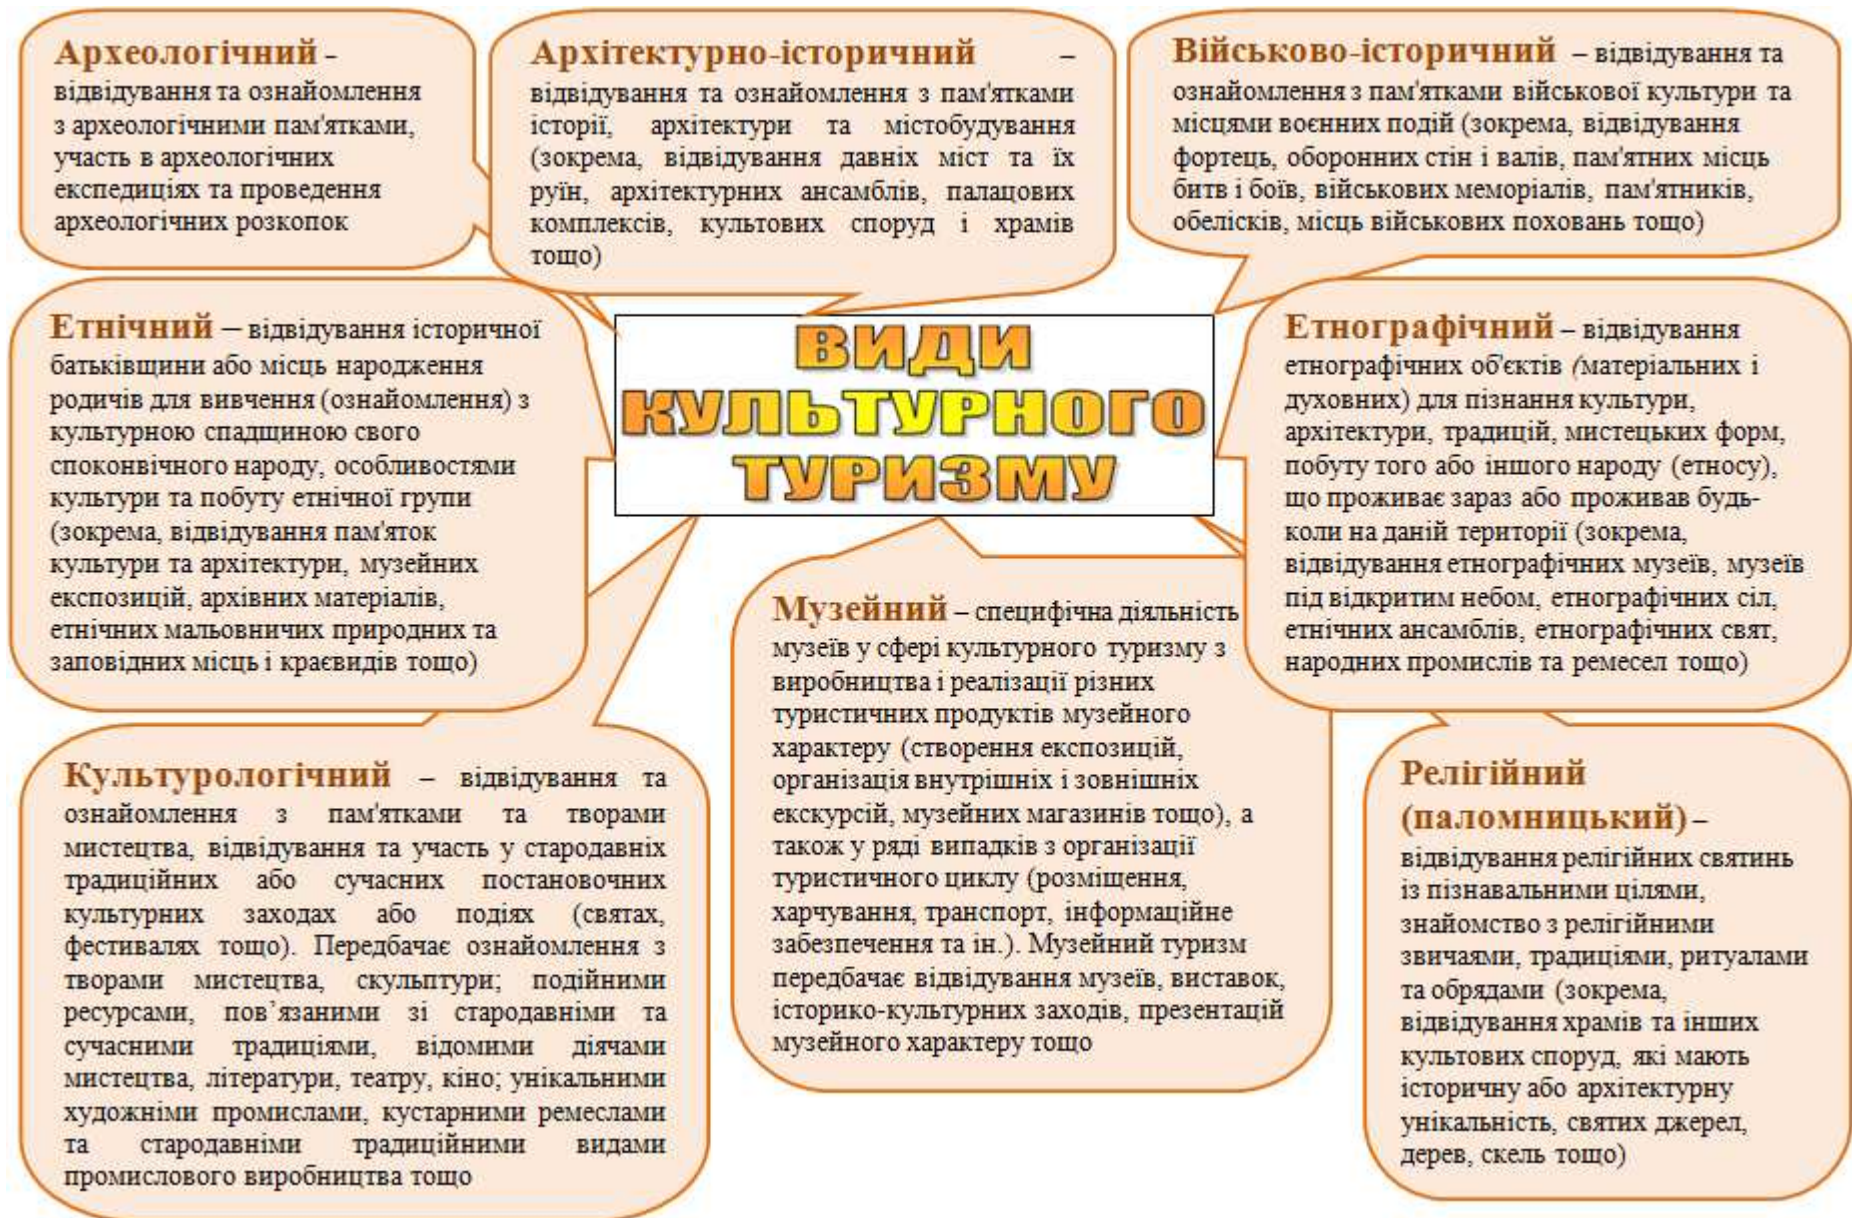 Археологічний –
відвідування та ознайомлення
з археологічними пам'ятками,
участь в археологічних
експедиціях та проведення
археологічних розкопок
Архітектурно-історичний –
відвідування та ознайомлення з пам'ятками
історії, архітектури та містобудування
(зокрема, відвідування давніх міст та їх
руїн, архітектурних ансамблів, палацових
комплексів, культових споруд і храмів
тощо)
Військово-історичний – відвідування та
ознайомлення з пам'ятками військової культури та
місцями воєнних подій (зокрема, відвідування
фортець, оборонних стін і валів, пам'ятних місць
битв і боїв, військових меморіалів, пам'ятників,
обелісків, місць військових поховань тощо)
Етнічний – відвідування історичної
батьківщини або місць народження
родичів для вивчення (ознайомлення) з
культурною спадщиною свого
споконвічного народу, особливостями
культури та побуту етнічної групи
(зокрема, відвідування пам'яток
культури та архітектури, музейних
експозицій, архівних матеріалів,
етнічних мальовничих природних та
заповідних місць і краєвидів тощо)
ВИДИ
КУЛЬТУРНОГО
ТУРИЗМУ
Етнографічний – відвідування
етнографічних об'єктів (матеріальних і
духовних) для пізнання культури,
архітектури, традицій, мистецьких форм,
побуту того або іншого народу (етносу),
що проживає зараз або проживав будь-
коли на даній території (зокрема,
відвідування етнографічних музеїв, музеїв
під відкритим небом, етнографічних сіл,
етнічних ансамблів, етнографічних свят,
народних промислів та ремесел тощо)
Культурологічний – відвідування та
ознайомлення з пам'ятками та творами
мистецтва, відвідування та участь у стародавніх
традиційних або сучасних постановочних
культурних заходах або подіях (святах,
фестивалях тощо). Передбачає ознайомлення з
творами мистецтва, скульптури; подійними
ресурсами, пов’язаними зі стародавніми та
сучасними традиціями, відомими діячами
мистецтва, літератури, театру, кіно; унікальними
художніми промислами, кустарними ремеслами
та стародавніми традиційними видами
промислового виробництва тощо
Музейний – специфічна діяльність
музеїв у сфері культурного туризму з
виробництва і реалізації різних
туристичних продуктів музейного
характеру (створення експозицій,
організація внутрішніх і зовнішніх
екскурсій, музейних магазинів тощо), а
також у ряді випадків з організації
туристичного циклу (розміщення,
харчування, транспорт, інформаційне
забезпечення та ін.). Музейний туризм
передбачає відвідування музеїв, виставок,
історико-культурних заходів, презентацій
музейного характеру тощо
Релігійний
(паломницький) –
відвідування релігійних святинь
із пізнавальними цілями,
знайомство з релігійними
звичаями, традиціями, ритуалами
та обрядами (зокрема,
відвідування храмів та інших
культових споруд, які мають
історичну або архітектурну
унікальність, святих джерел,
дерев, скель тощо)